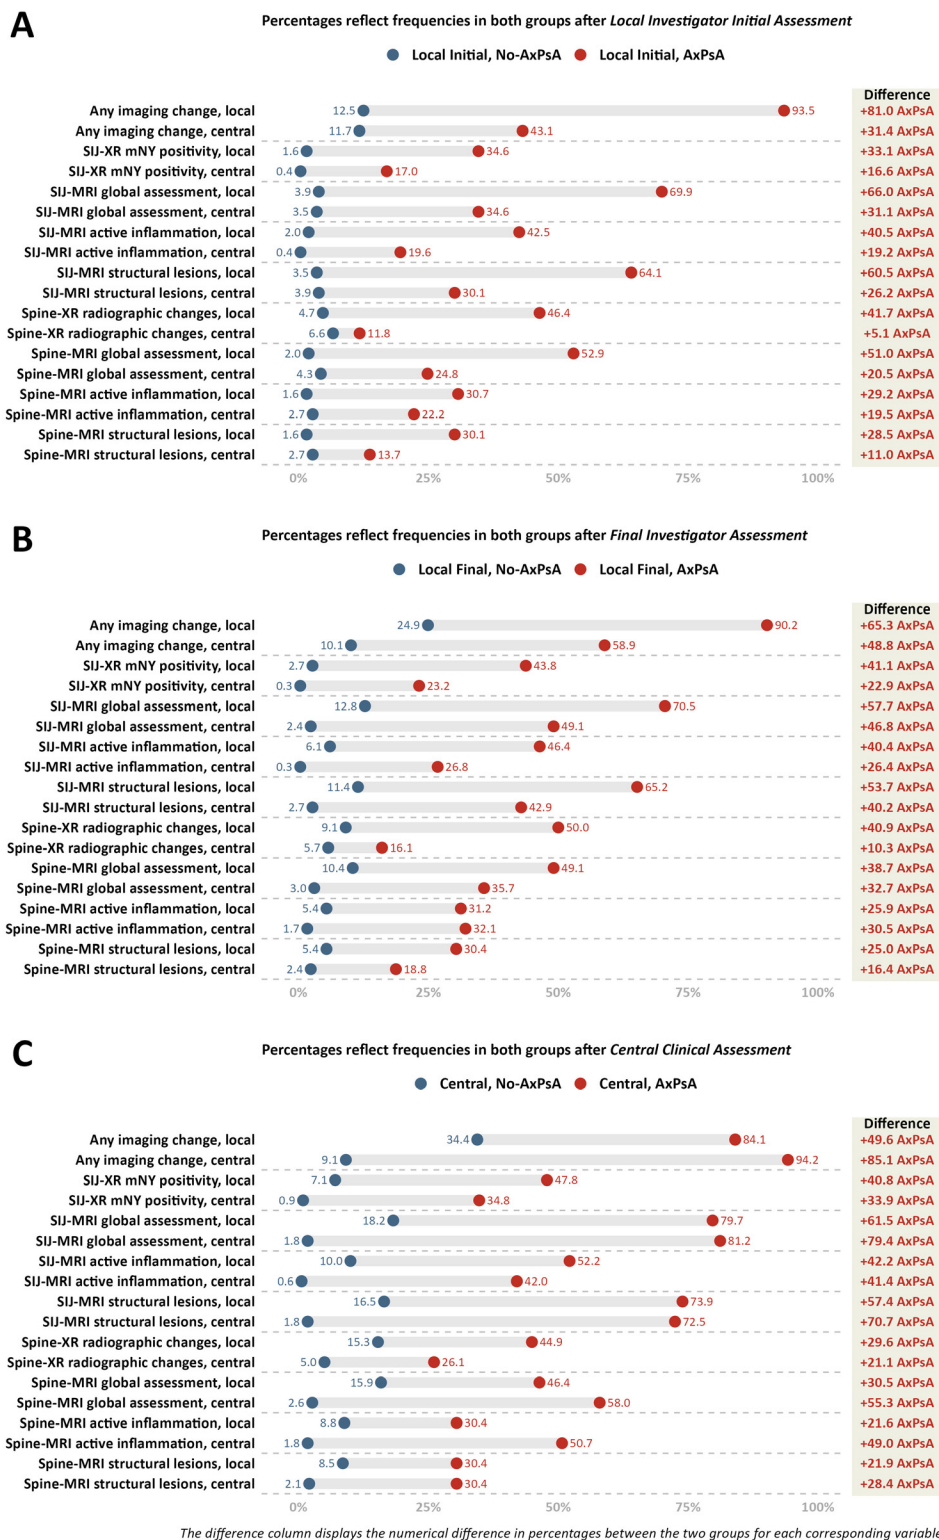 A
Percentages reflect frequencies in both groups after Local Investigator Initial Assessment
Local Initial, No-AxPsA Local Initial, AxPsA
Difference
Any imaging change, local 12.5 93.5 +81.0 AxPsA
Any imaging change, central 11.7 43.1 +31.4 AxPsA
SIJ-XR mNY positivity, local 1.6 34.6 +33.1 AxPsA
SIJ-XR mNY positivity, central 0.4 17.0 +16.6 AxPsA
SIJ-MRI global assessment, local 3.9 69.9 +66.0 AxPsA
SIJ-MRI global assessment, central 3.5 34.6 +31.1 AxPsA
SIJ-MRI active inflammation, local 2.0 42.5 +40.5 AxPsA
SIJ-MRI active inflammation, central 0.4 19.6 +19.2 AxPsA
SIJ-MRI structural lesions, local 3.5 64.1 +60.5 AxPsA
SIJ-MRI structural lesions, central 3.9 30.1 +26.2 AxPsA
Spine-XR radiographic changes, local 4.7 46.4 +41.7 AxPsA
Spine-XR radiographic changes, central 6.6 11.8 +5.1 AxPsA
Spine-MRI global assessment, local 2.0 52.9 +51.0 AxPsA
Spine-MRI global assessment, central 4.3 24.8 +20.5 AxPsA
Spine-MRI active inflammation, local 1.6 30.7 +29.2 AxPsA
Spine-MRI active inflammation, central 2.7 22.2 +19.5 AxPsA
Spine-MRI structural lesions, local 1.6 30.1 +28.5 AxPsA
Spine-MRI structural lesions, central 2.7 13.7 +11.0 AxPsA
0% 25% 50% 75% 100%
B
Percentages reflect frequencies in both groups after Final Investigator Assessment
Local Final, No-AxPsA Local Final, AxPsA
Difference
Any imaging change, local 24.9 90.2 +65.3 AxPsA
Any imaging change, central 10.1 58.9 +48.8 AxPsA
SIJ-XR mNY positivity, local 2.7 43.8 +41.1 AxPsA
SIJ-XR mNY positivity, central 0.3 23.2 +22.9 AxPsA
SIJ-MRI global assessment, local 12.8 70.5 +57.7 AxPsA
SIJ-MRI global assessment, central 2.4 49.1 +46.8 AxPsA
SIJ-MRI active inflammation, local 6.1 46.4 +40.4 AxPsA
SIJ-MRI active inflammation, central 0.3 26.8 +26.4 AxPsA
SIJ-MRI structural lesions, local 11.4 65.2 +53.7 AxPsA
SIJ-MRI structural lesions, central 2.7 42.9 +40.2 AxPsA
Spine-XR radiographic changes, local 9.1 50.0 +40.9 AxPsA
Spine-XR radiographic changes, central 5.7 16.1 +10.3 AxPsA
Spine-MRI global assessment, local 10.4 49.1 +38.7 AxPsA
Spine-MRI global assessment, central 3.0 35.7 +32.7 AxPsA
Spine-MRI active inflammation, local 5.4 31.2 +25.9 AxPsA
Spine-MRI active inflammation, central 1.7 32.1 +30.5 AxPsA
Spine-MRI structural lesions, local 5.4 30.4 +25.0 AxPsA
Spine-MRI structural lesions, central 2.4 18.8 +16.4 AxPsA
0% 25% 50% 75% 100%
C
Percentages reflect frequencies in both groups after Central Clinical Assessment
Central, No-AxPsA Central, AxPsA
Difference
Any imaging change, local 34.4 84.1 +49.6 AxPsA
Any imaging change, central 9.1 94.2 +85.1 AxPsA
SIJ-XR mNY positivity, local 7.1 47.8 +40.8 AxPsA
SIJ-XR mNY positivity, central 0.9 34.8 +33.9 AxPsA
SIJ-MRI global assessment, local 18.2 79.7 +61.5 AxPsA
SIJ-MRI global assessment, central 1.8 81.2 +79.4 AxPsA
SIJ-MRI active inflammation, local 10.0 52.2 +42.2 AxPsA
SIJ-MRI active inflammation, central 0.6 42.0 +41.4 AxPsA
SIJ-MRI structural lesions, local 16.5 73.9 +57.4 AxPsA
SIJ-MRI structural lesions, central 1.8 72.5 +70.7 AxPsA
Spine-XR radiographic changes, local 15.3 44.9 +29.6 AxPsA
Spine-XR radiographic changes, central 5.0 26.1 +21.1 AxPsA
Spine-MRI global assessment, local 15.9 46.4 +30.5 AxPsA
Spine-MRI global assessment, central 2.6 58.0 +55.3 AxPsA
Spine-MRI active inflammation, local 8.8 30.4 +21.6 AxPsA
Spine-MRI active inflammation, central 1.8 50.7 +49.0 AxPsA
Spine-MRI structural lesions, local 8.5 30.4 +21.9 AxPsA
Spine-MRI structural lesions, central 2.1 30.4 +28.4 AxPsA
0% 25% 50% 75% 100%
The difference column displays the numerical difference in percentages between the two groups for each corresponding variable